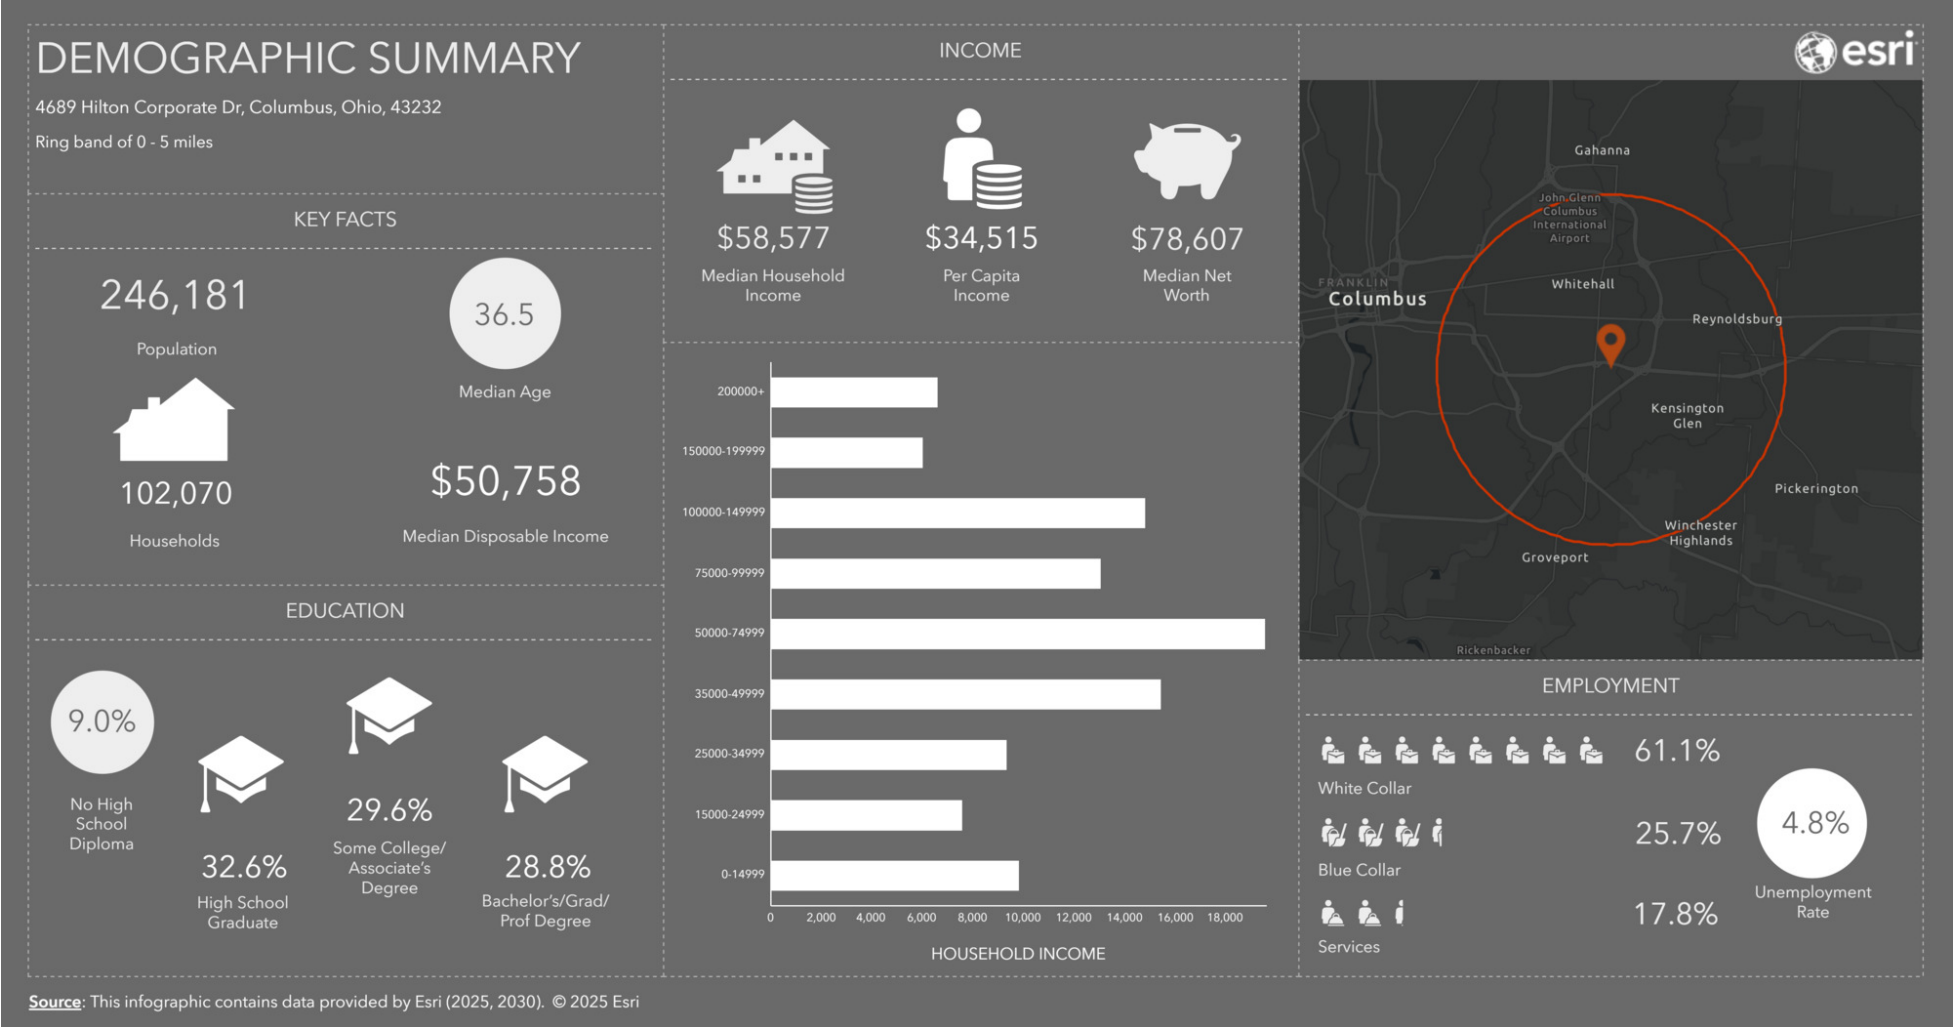 DEMOGRAPHIC SUMMARY
4689 Hilton Corporate Dr, Columbus, Ohio, 43232
Ring band of 0 - 5 miles
KEY FACTS
246,181
Population
36.5
Median Age
102,070
Households
$50,758
Median Disposable Income
EDUCATION
9.0%
No High
School
Diploma
32.6%
High School
Graduate
29.6%
Some College/
Associate's
Degree
28.8%
Bachelor's/Grad/
Prof Degree
INCOME
$58,577
Median Household
Income
$34,515
Per Capita
Income
$78,607
Median Net
Worth
200000+
150000-199999
100000-149999
75000-99999
50000-74999
35000-49999
25000-34999
15000-24999
0-14999
0 2,000 4,000 6,000 8,000 10,000 12,000 14,000 16,000 18,000
HOUSEHOLD INCOME
esri
Gahanna
John Glenn
Columbus
International
Airport
FRANKLIN
Columbus
Whitehall
Reynoldsburg
Kensington
Glen
Pickerington
Winchester
Highlands
Groveport
Rickenbacker
EMPLOYMENT
61.1%
White Collar
25.7%
Blue Collar
17.8%
Services
4.8%
Unemployment
Rate
Source: This infographic contains data provided by Esri (2025, 2030). © 2025 Esri